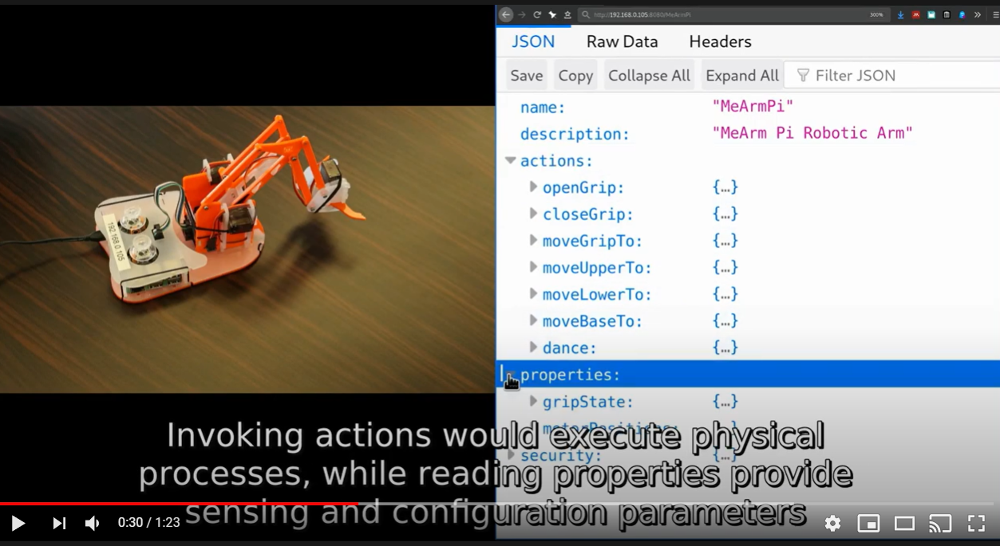 http://192.168.0.105:8080/MeArmPi
300%
JSON Raw Data Headers
Save Copy Collapse All Expand All Filter JSON
name: "MeArmPi"
description: "MeArm Pi Robotic Arm"
actions:
openGrip: {…}
closeGrip: {…}
moveGripTo: {…}
moveUpperTo: {…}
moveLowerTo: {…}
moveBaseTo: {…}
dance: {…}
properties:
gripState: {…}
motorPositions: {…}
security: {…}
192.168.0.105
Invoking actions would execute physical
processes, while reading properties provide
sensing and configuration parameters
0:30 / 1:23